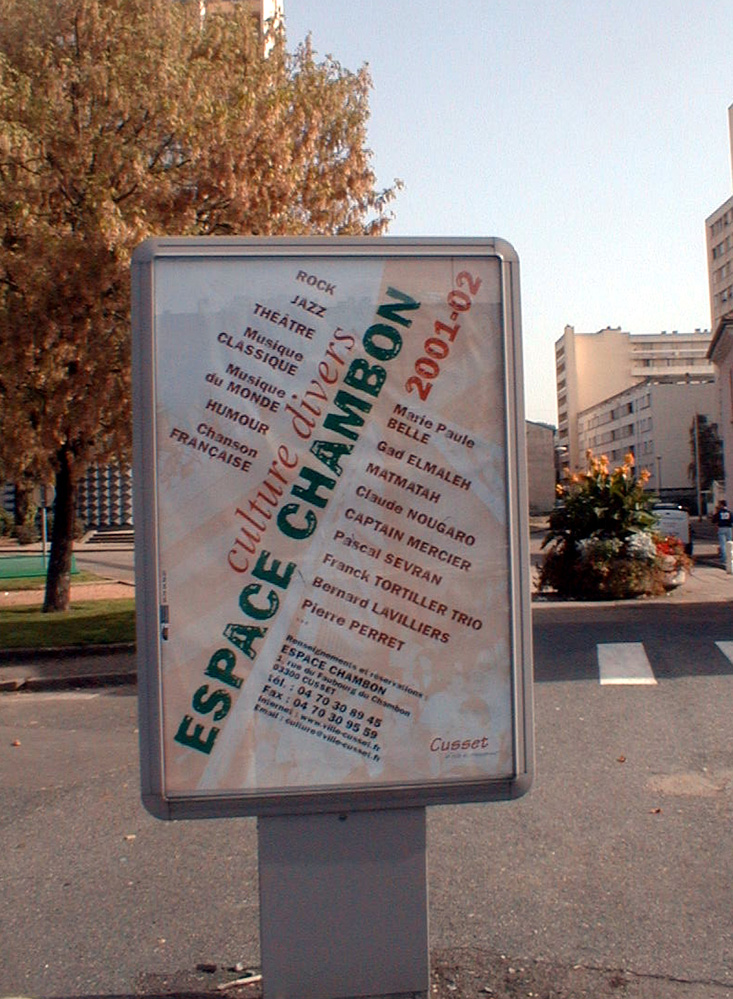 ROCK
JAZZ
THEÂTRE
Musique
CLASSIQUE
Musique
du MONDE
HUMOUR
Chanson
FRANÇAISE
culture divers
ESPACE CHAMBON
2001-02
Marie Paule
BELLE
Gad ELMALEH
MATMATAH
Claude NOUGARO
CAPTAIN MERCIER
Pascal SEVRAN
Franck TORTILLER TRIO
Bernard LAVILLIERS
Pierre PERRET
...
Renseignements et réservations :
ESPACE CHAMBON
1, rue du Faubourg du Chambon
03300 CUSSET
tél. : 04 70 30 89 45
Fax : 04 70 30 95 59
Internet : www.ville-cusset.fr
Email : culture@ville-cusset.fr
Cusset